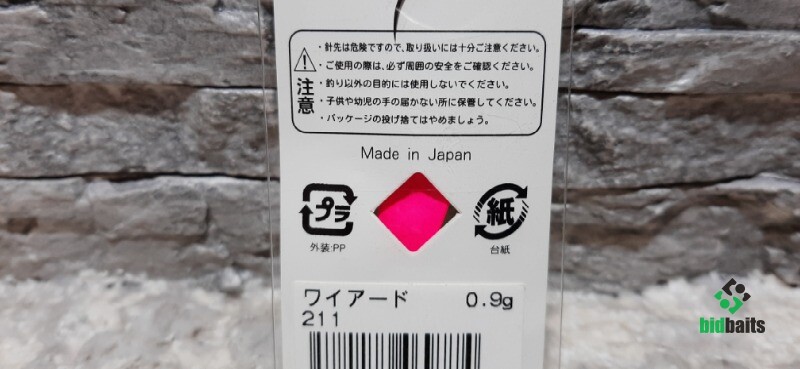 ・針先は危険ですので、取り扱いには十分ご注意ください。
・ご使用の際は、必ず周囲の安全をご確認ください。
・釣り以外の目的には使用しないでください。
・子供や幼児の手の届かない所に保管してください。
・パッケージの投げ捨てはやめましょう。
注意
Made in Japan
プラ
紙
外装:PP
台紙
ワイアード 0.9g
211
bidbaits